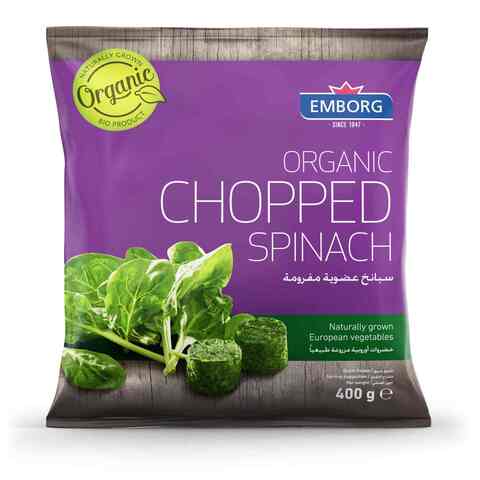 NATURALLY GROWN
Organic
BIO PRODUCT
EMBORG
SINCE 1947
ORGANIC
CHOPPED
SPINACH
سبانخ عضوية مفرومة
Naturally grown
European vegetables
خضروات أوروبية مزروعة طبيعياً
400 g e